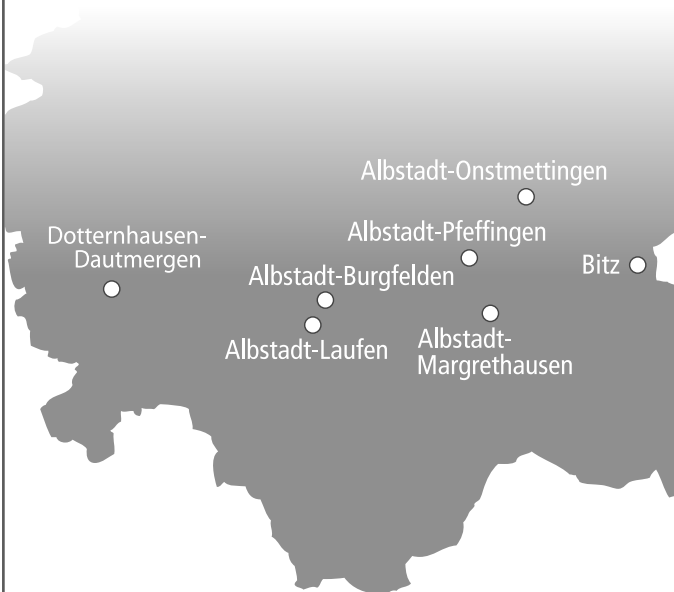 Albstadt-Onstmettingen
Albstadt-Pfeffingen
Dotternhausen-
Dautmergen
Bitz
Albstadt-Burgfelden
Albstadt-Laufen
Albstadt-
Margrethausen